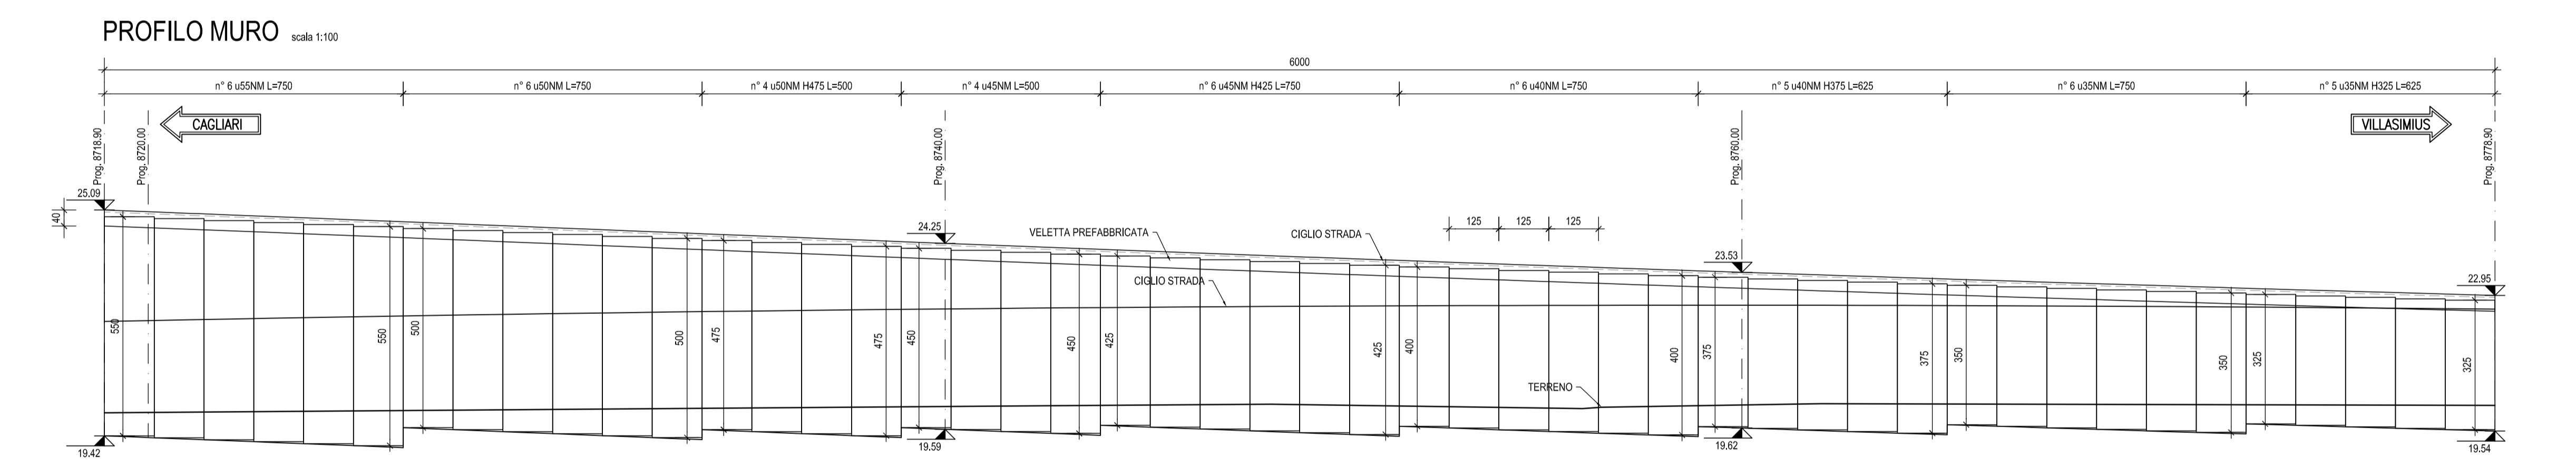 PROFILO MURO scala 1:100
6000
n° 6 u55NM L=750
n° 6 u50NM L=750
n° 4 u50NM H475 L=500
n° 4 u45NM L=500
n° 6 u45NM H425 L=750
n° 6 u40NM L=750
n° 5 u40NM H375 L=625
n° 6 u35NM L=750
n° 5 u35NM H325 L=625
CAGLIARI
VILLASIMIUS
Prog. 8718.90
Prog. 8720.00
Prog. 8740.00
Prog. 8760.00
Prog. 8778.90
25.09
40
24.25
VELETTA PREFABBRICATA
CIGLIO STRADA
125
125
125
23.53
22.95
CIGLIO STRADA
550
550
500
500
475
475
450
450
425
425
400
400
375
375
350
350
325
325
TERRENO
19.42
19.59
19.62
19.54